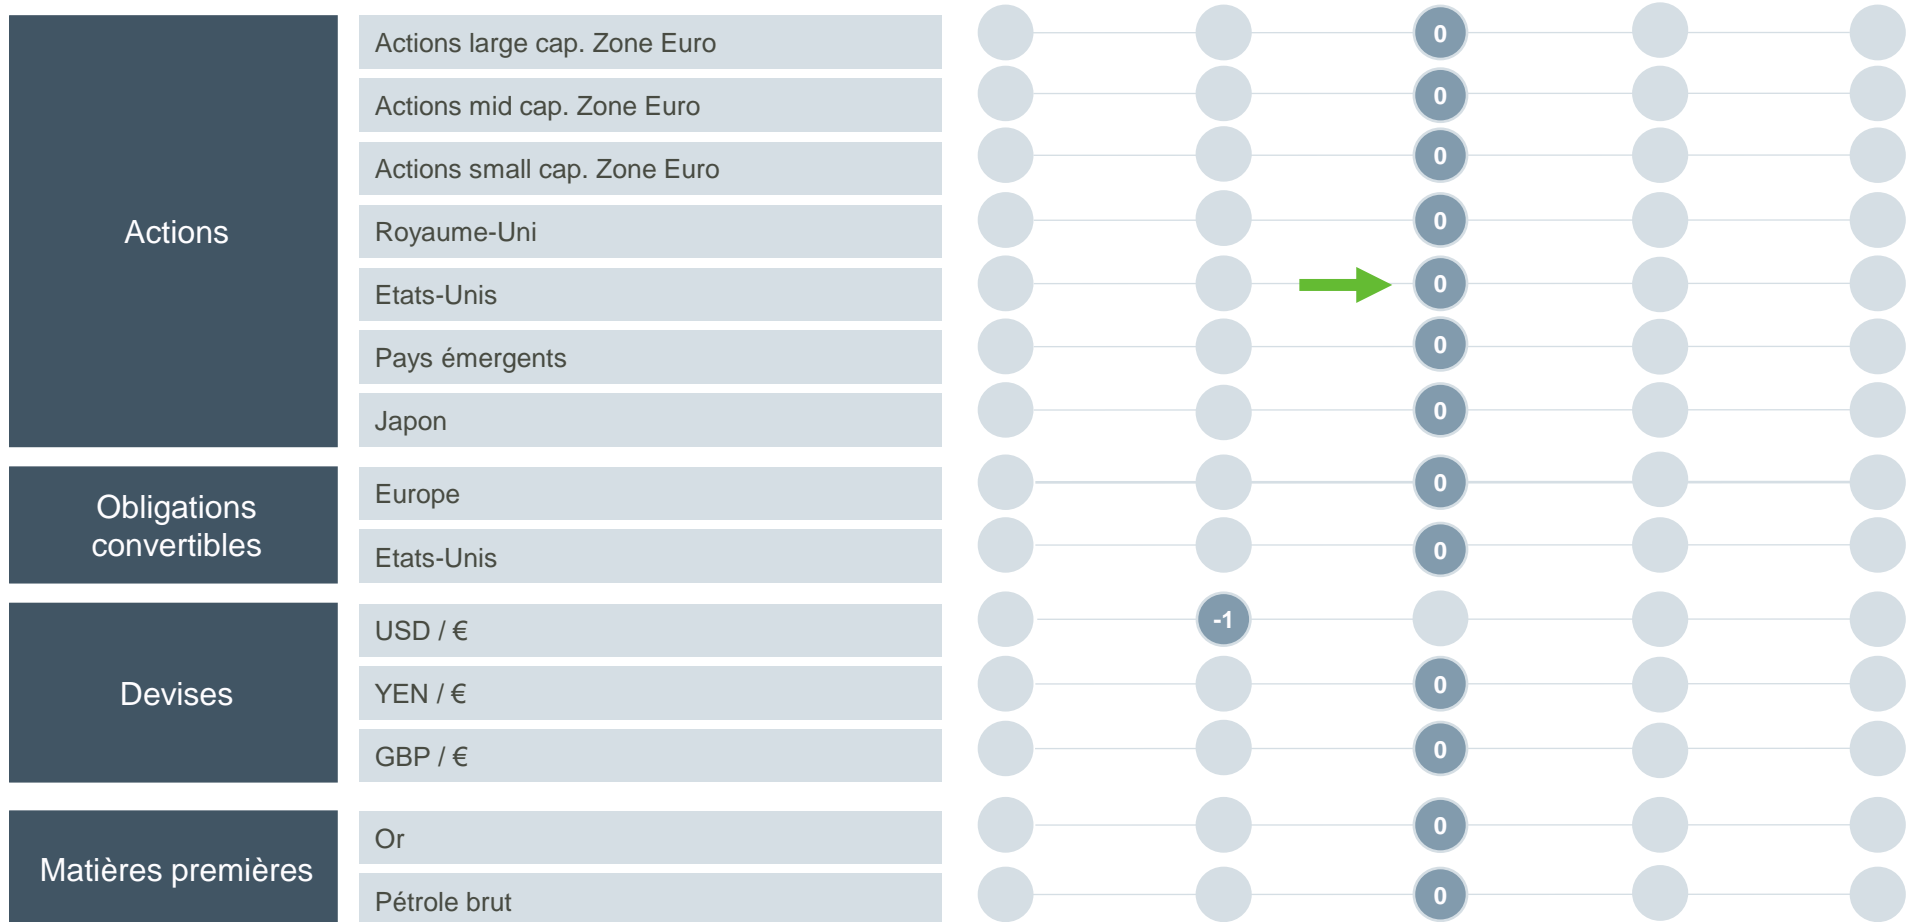 Actions
Actions large cap. Zone Euro
0
Actions mid cap. Zone Euro
0
Actions small cap. Zone Euro
0
Royaume-Uni
0
Etats-Unis
0
Pays émergents
0
Japon
0
Obligations
convertibles
Europe
0
Etats-Unis
0
Devises
USD / €
-1
YEN / €
0
GBP / €
0
Matières premières
Or
0
Pétrole brut
0